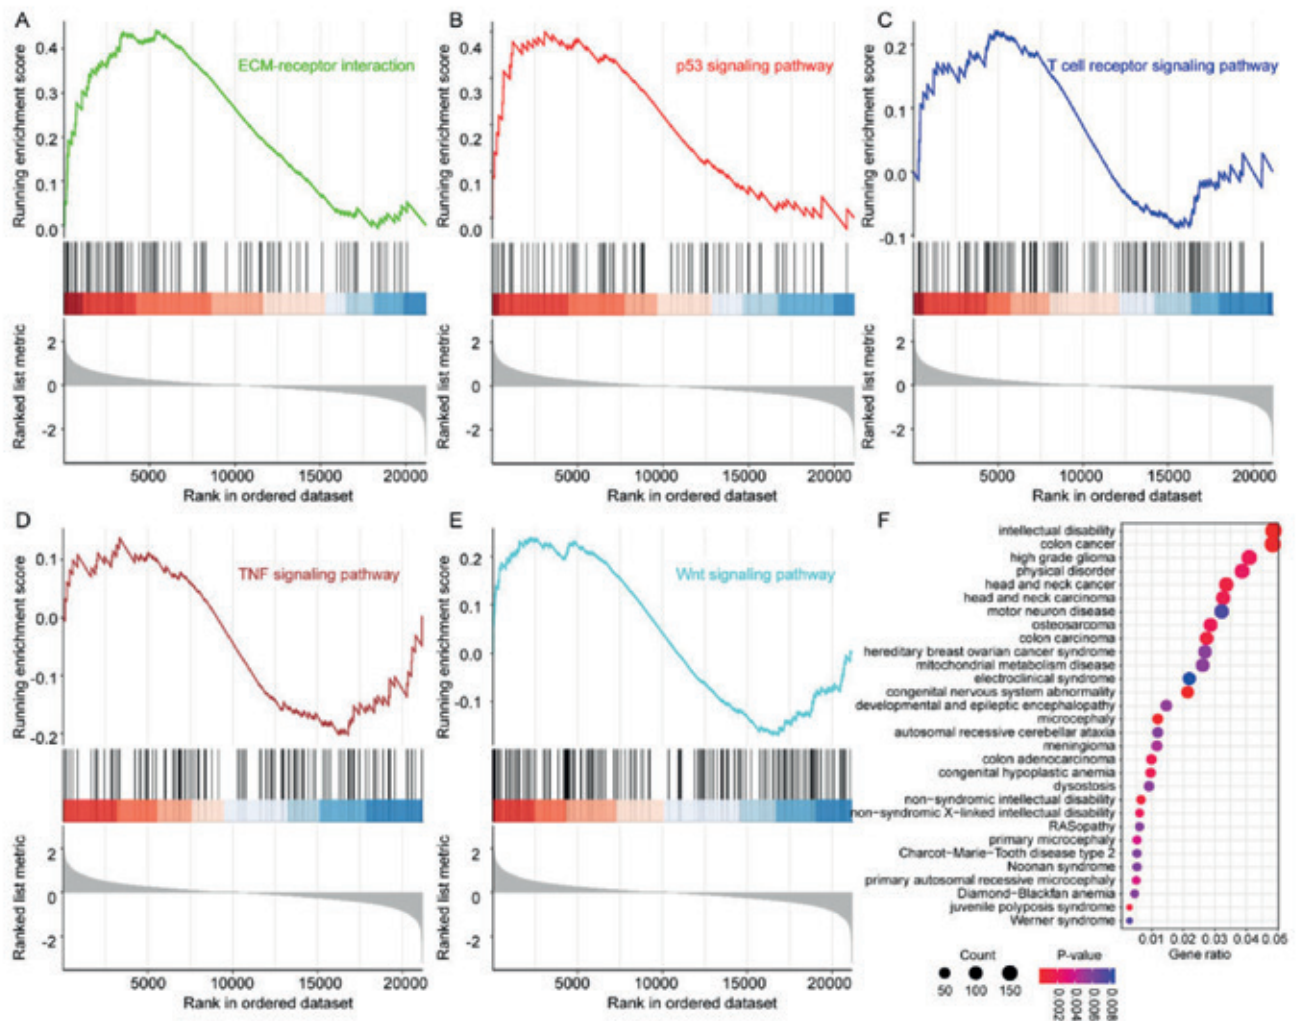 A
Running enrichment score
0.4
0.3
0.2
0.1
0.0
ECM-receptor interaction
Ranked list metric
2
0
-2
5000 10000 15000 20000
Rank in ordered dataset
B
Running enrichment score
0.4
0.3
0.2
0.4
0.0
p53 signaling pathway
Ranked list metric
2
0
-2
5000 10000 15000 20000
Rank in ordered dataset
C
Running enrichment score
0.2
0.1
0.0
-0.1
T cell receptor signaling pathway
Ranked list metric
2
0
-2
5000 10000 15000 20000
Rank in ordered dataset
D
Running enrichment score
0.1
0.0
-0.1
-0.2
TNF signaling pathway
Ranked list metric
2
0
-2
5000 10000 15000 20000
Rank in ordered dataset
E
Running enrichment score
0.2
0.1
0.0
-0.1
Wnt signaling pathway
Ranked list metric
2
0
-2
5000 10000 15000 20000
Rank in ordered dataset
F
intellectual disability
colon cancer
high grade glioma
physical disorder
head and neck cancer
head and neck carcinoma
motor neuron disease
osteosarcoma
colon carcinoma
hereditary breast ovarian cancer syndrome
mitochondrial metabolism disease
electroclinical syndrome
congenital nervous system abnormality
developmental and epileptic encephalopathy
microcephaly
autosomal recessive cerebellar ataxia
meningioma
colon adenocarcinoma
congenital hypoplastic anemia
dysostosis
non-syndromic intellectual disability
non-syndromic X-linked intellectual disability
RASopathy
primary microcephaly
Charcot-Marie-Tooth disease type 2
Noonan syndrome
primary autosomal recessive microcephaly
Diamond-Blackfan anemia
juvenile polyposis syndrome
Werner syndrome
0.01 0.02 0.03 0.04 0.05
Gene ratio
Count
50 100 150
P-value
0.002 0.004 0.006 0.008